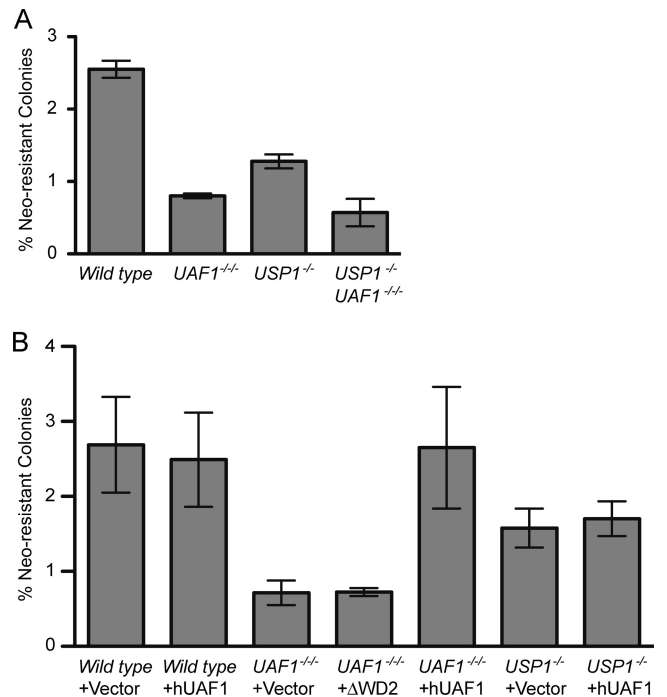 A
% Neo-resistant Colonies
3
2
1
0
Wild type UAF1-/-/- USP1-/- USP1-/-
UAF1-/-/-
B
% Neo-resistant Colonies
4
3
2
1
0
Wild type Wild type UAF1-/-/- UAF1-/-/- UAF1-/-/- USP1-/- USP1-/-
+Vector +hUAF1 +Vector +ΔWD2 +hUAF1 +Vector +hUAF1